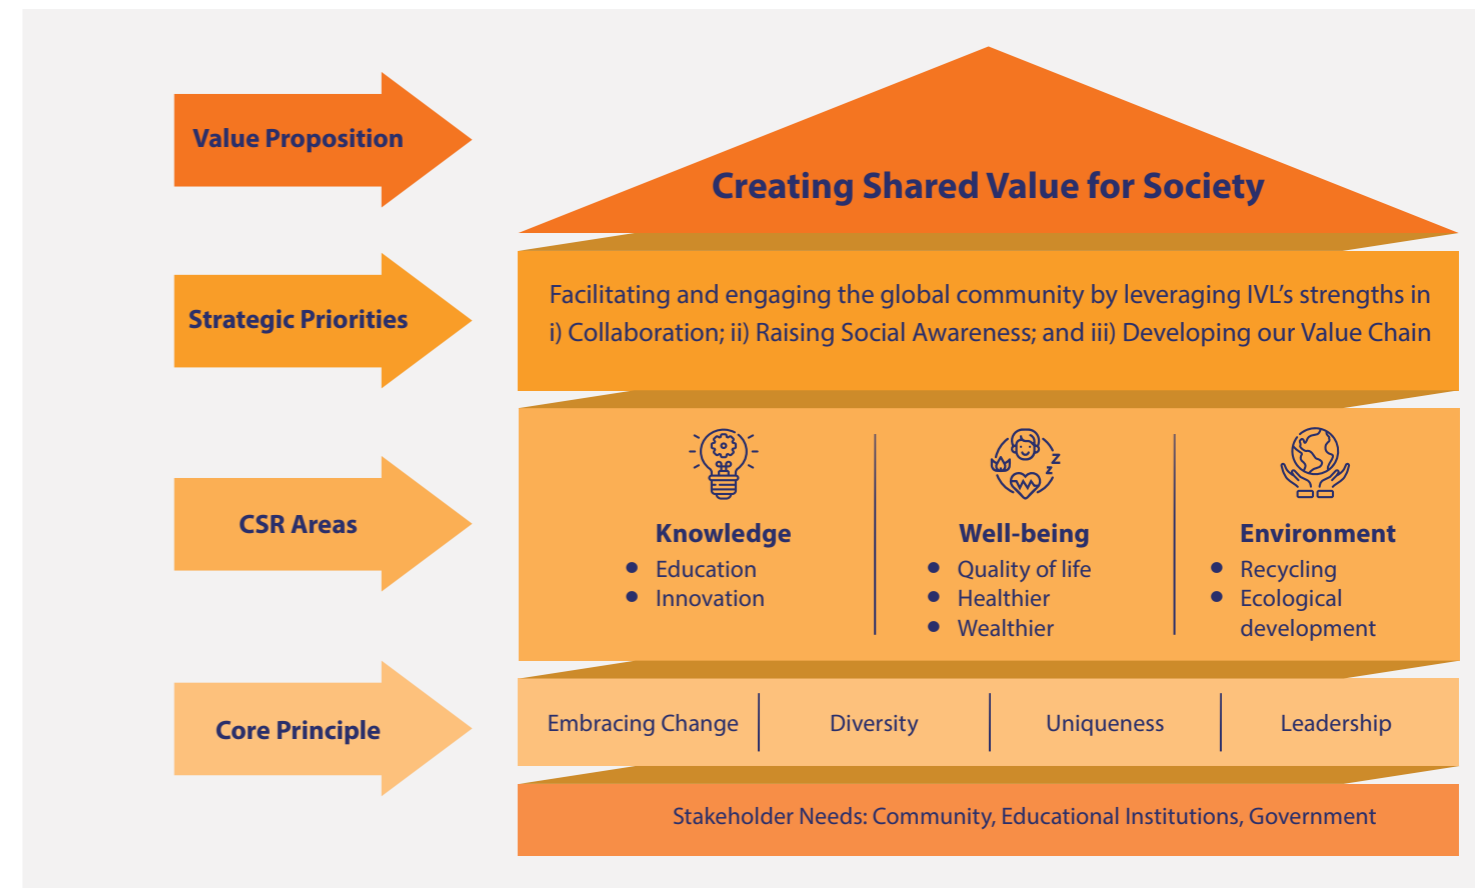 Value Proposition
Creating Shared Value for Society
Strategic Priorities
Facilitating and engaging the global community by leveraging IVL’s strengths in
i) Collaboration; ii) Raising Social Awareness; and iii) Developing our Value Chain
CSR Areas
Knowledge
• Education
• Innovation
z
z
z
Well-being
• Quality of life
• Healthier
• Wealthier
Environment
• Recycling
• Ecological
development
Core Principle
Embracing Change
Diversity
Uniqueness
Leadership
Stakeholder Needs: Community, Educational Institutions, Government